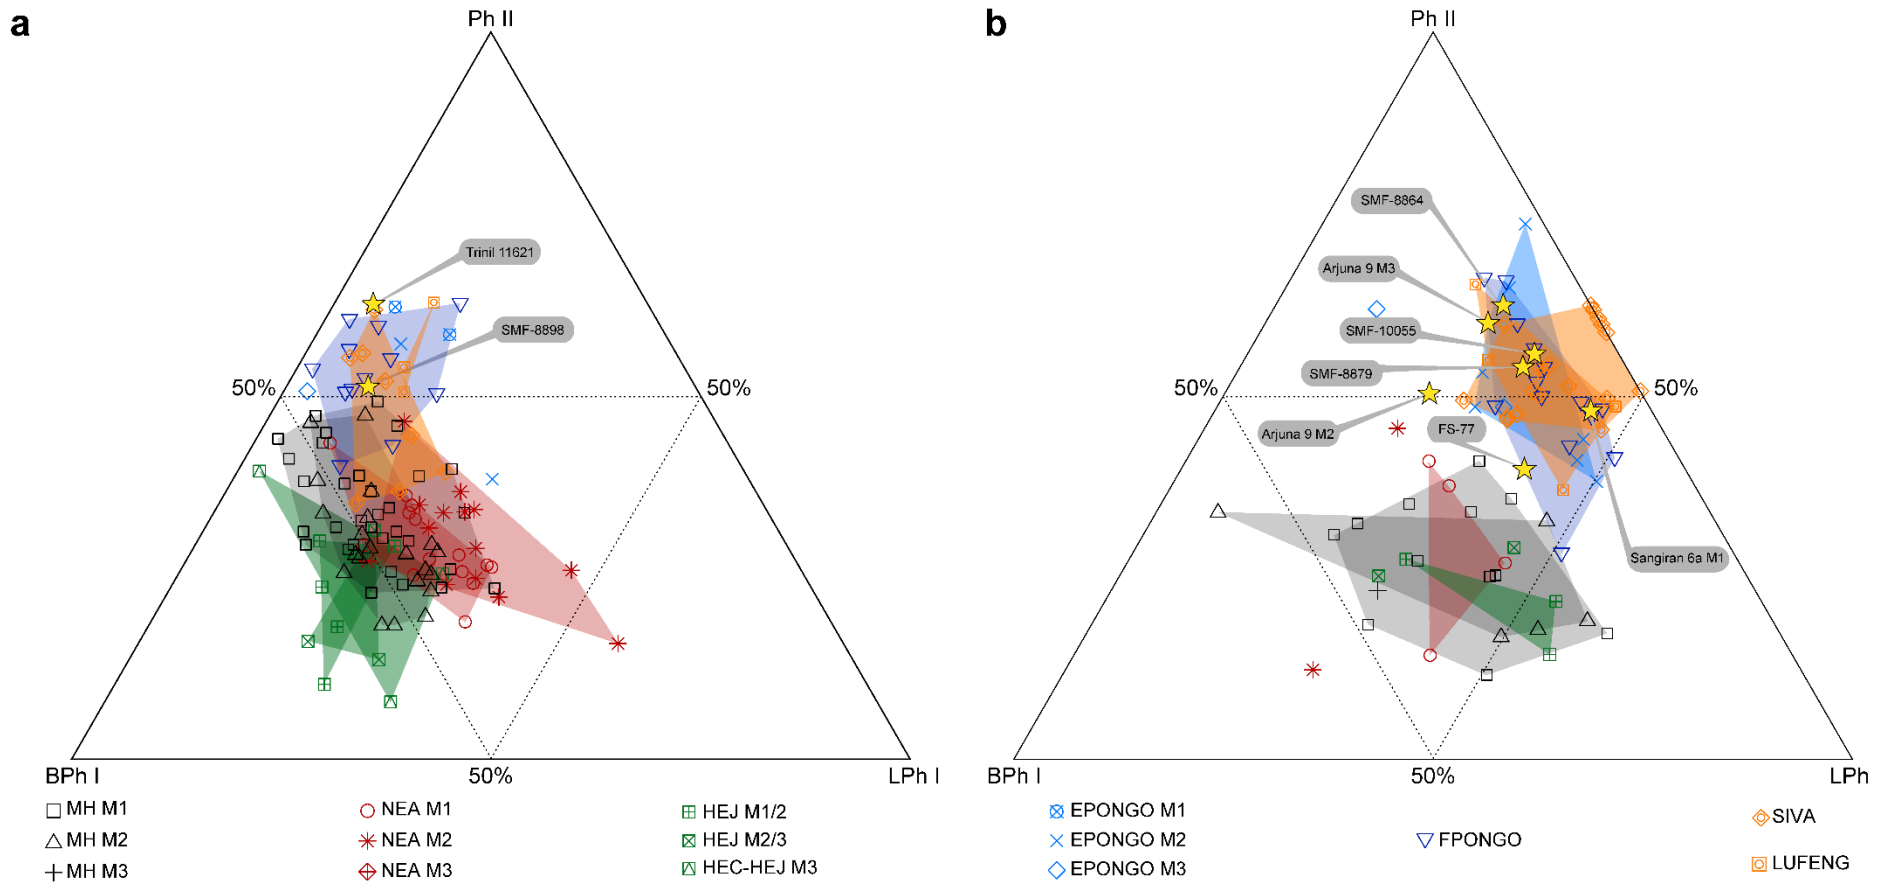 a
Ph II
Trinil 11621
SMF-8898
50%
50%
BPh I
50%
LPh I
b
Ph II
SMF-8864
Arjuna 9 M3
SMF-10055
SMF-8879
50%
50%
Arjuna 9 M2
FS-77
Sangiran 6a M1
BPh I
50%
LPh
MH M1
MH M2
MH M3
NEA M1
NEA M2
NEA M3
HEJ M1/2
HEJ M2/3
HEC-HEJ M3
EPONGO M1
EPONGO M2
EPONGO M3
FPONGO
SIVA
LUFENG